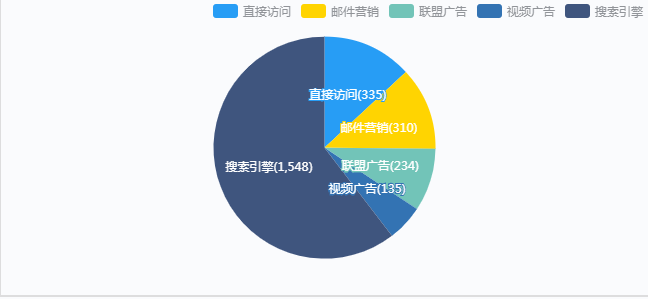 直接访问 邮件营销 联盟广告 视频广告 搜索引擎
直接访问(335)
邮件营销(310)
联盟广告(234)
搜索引擎(1,548)
视频广告(135)